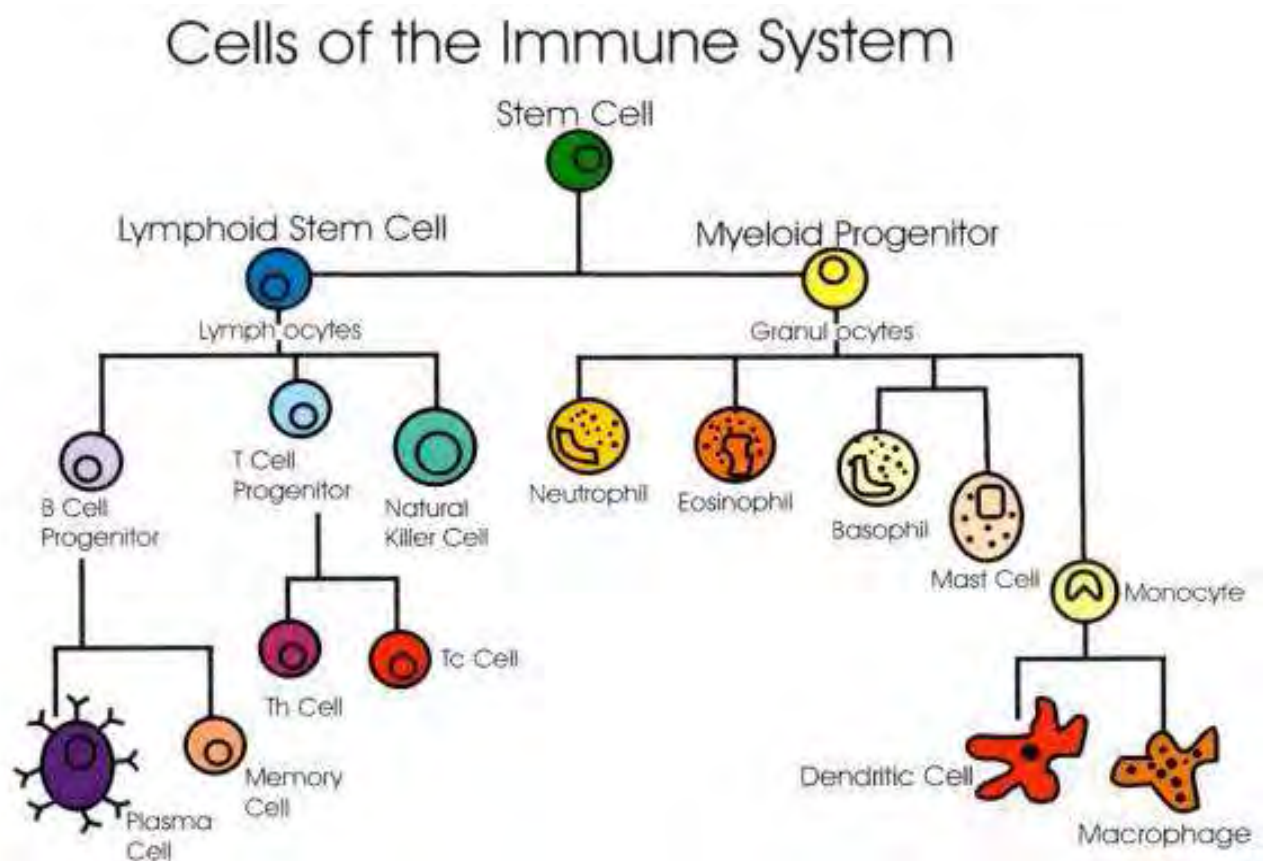 Cells of the Immune System
Stem Cell
Lymphoid Stem Cell
Myeloid Progenitor
Lymph ocytes
Granul ocytes
B Cell
Progenitor
T Cell
Progenitor
Natural
Killer Cell
Neutrophil
Eosinophil
Basophil
Mast Cell
Monocyte
Th Cell
Tc Cell
Plasma
Cell
Memory
Cell
Dendritic Cell
Macrophage